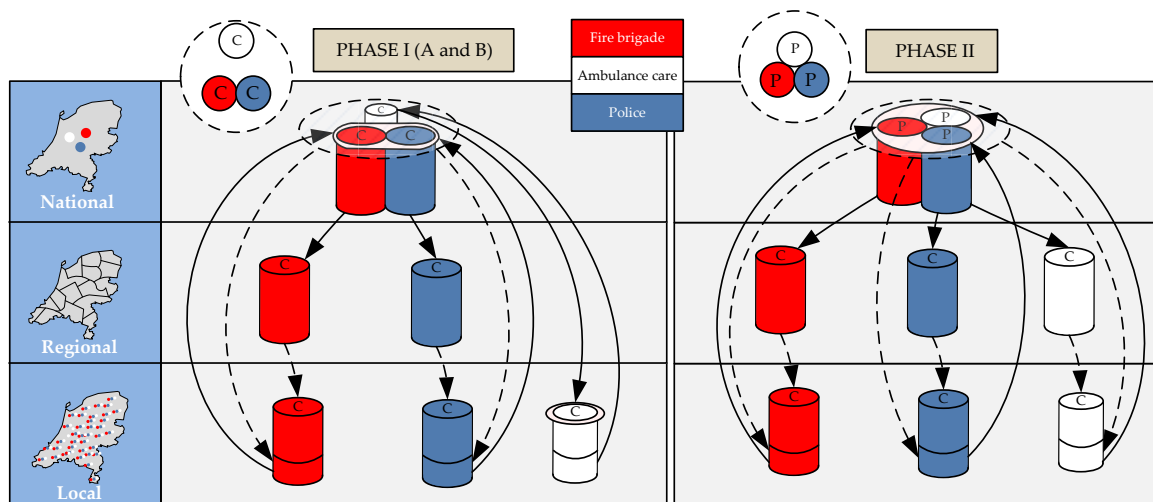 C
C C
PHASE I (A and B)
Fire brigade
Ambulance care
Police
P
P P
PHASE II
National
C
C C
P
P
P
Regional
C
C
C
C
C
Local
C
C
C
C
C
C